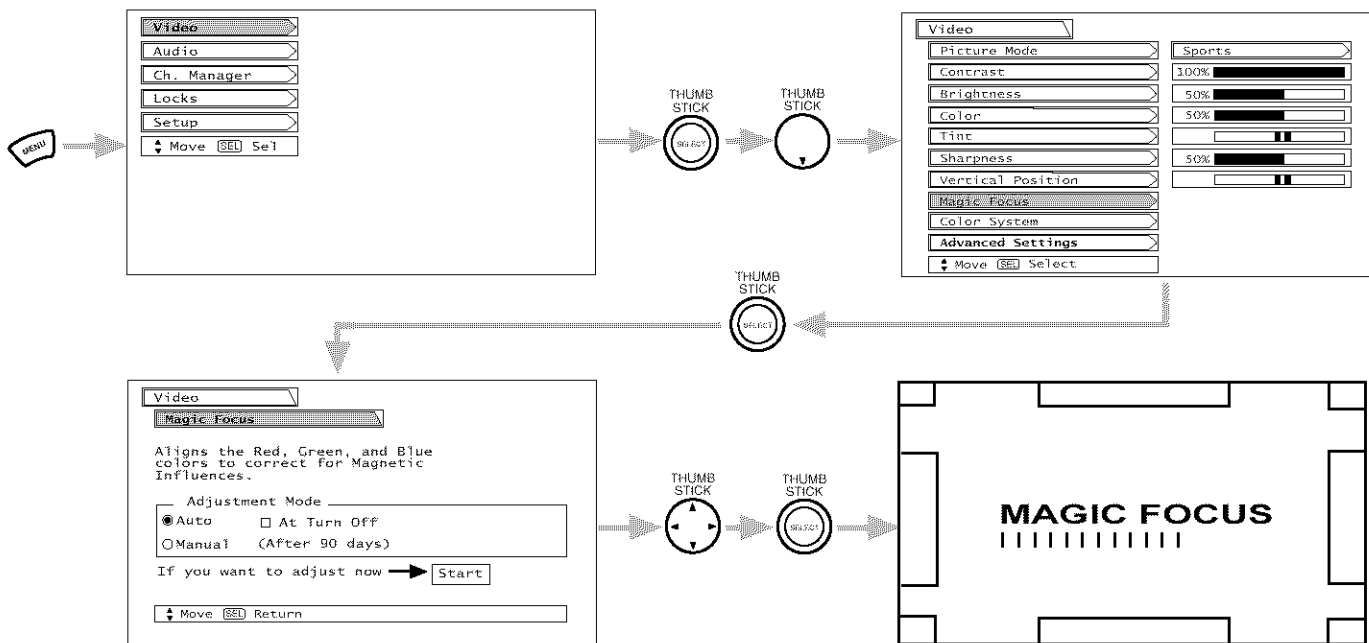 MENU
Video
Audio
Ch. Manager
Locks
Setup
Move SEL Sel
THUMB
STICK
SELECT
THUMB
STICK
Video
Picture Mode Sports
Contrast 100%
Brightness 50%
Color 50%
Tint
Sharpness 50%
Vertical Position
Magic Focus
Color System
Advanced Settings
Move SEL Select
THUMB
STICK
SELECT
Video
Magic Focus
Aligns the Red, Green, and Blue
colors to correct for Magnetic
Influences.
Adjustment Mode
Auto At Turn Off
Manual (After 90 days)
If you want to adjust now Start
Move SEL Return
THUMB
STICK
THUMB
STICK
SELECT
MAGIC FOCUS